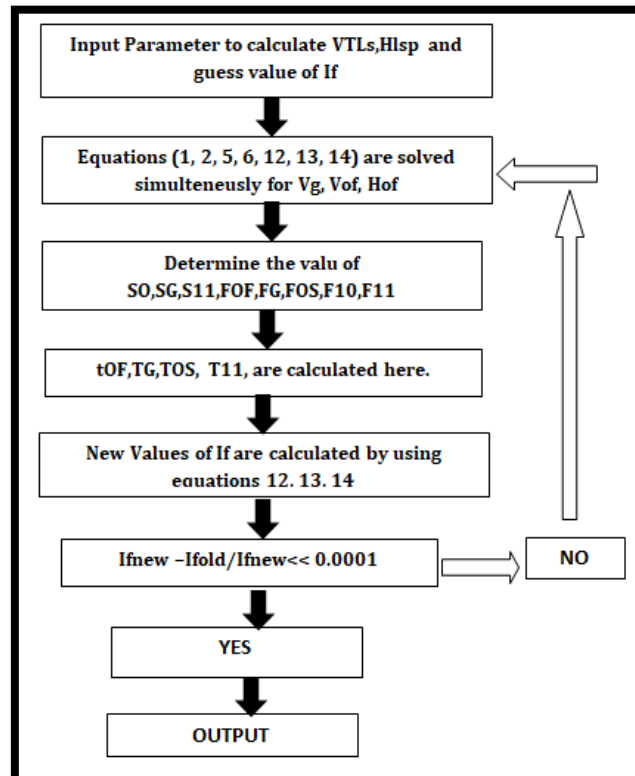 Input Parameter to calculate VTLs,Hlsp and
guess value of If
Equations (1, 2, 5, 6, 12, 13, 14) are solved
simulteneusly for Vg, Vof, Hof
Determine the valu of
SO,SG,S11,FOF,FG,FOS,F10,F11
tOF,TG,TOS, T11, are calculated here.
New Values of If are calculated by using
equations 12. 13. 14
Ifnew –Ifold/Ifnew<< 0.0001
NO
YES
OUTPUT